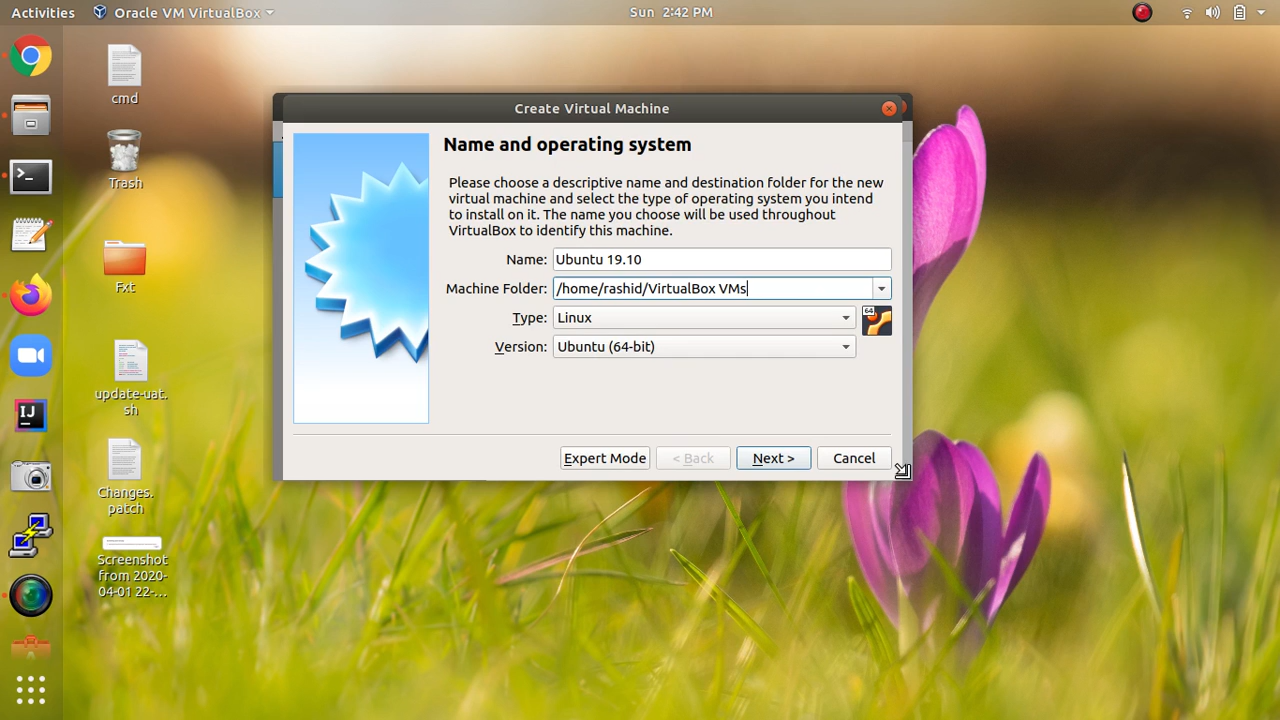 Activities
Oracle VM VirtualBox
Sun 2:42 PM
cmd
Trash
Fxt
update-uat.
sh
Changes.
patch
Screenshot
from 2020-
04-01 22-...
IJ
Create Virtual Machine
Name and operating system
Please choose a descriptive name and destination folder for the new
virtual machine and select the type of operating system you intend
to install on it. The name you choose will be used throughout
VirtualBox to identify this machine.
Name: Ubuntu 19.10
Machine Folder: /home/rashid/VirtualBox VMs
Type: Linux
64
Version: Ubuntu (64-bit)
Expert Mode
< Back
Next >
Cancel